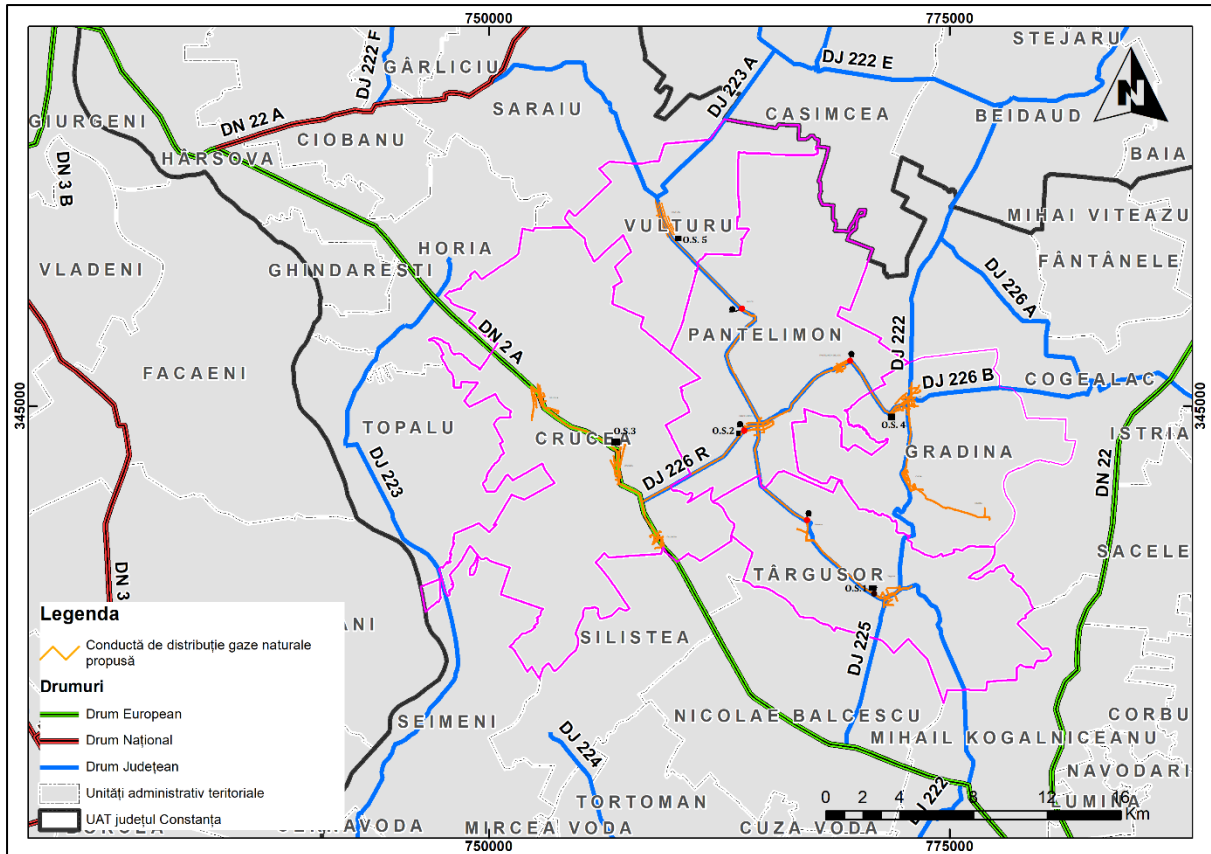 750000
775000
STEJARU
DJ 222 F
GÂRLICIU
DJ 223 A
DJ 222 E
N
SARAIU
CASIMCEA
BEIDAUD
GIURGENI
DN 22 A
CIOBANU
HÂRSOVA
BAIA
DN 3 B
MIHAI VITEAZU
VULTURU
O.S. 5
HORIA
FÂNTÂNELE
VLADENI
GHINDARESTI
DJ 226 A
DN 2 A
PANTELIMON
DJ 222
FACAENI
DJ 226 B
COGEALAC
345000
345000
TOPALU
CRUCEA
O.S.3
O.S.2
O.S. 4
ISTRIA
DJ 226 R
GRADINA
DJ 223
DN 22
SACELE
DN 3
TÂRGUSOR
O.S.1
Legenda
Conductă de distribuție gaze naturale
propusă
ANI
SILISTEA
DJ 225
Drumuri
Drum European
Drum Național
Drum Județean
Unități administrativ teritoriale
UAT județul Constanța
SEIMENI
NICOLAE BALCESCU
CORBU
MIHAIL KOGALNICEANU
DJ 224
NAVODARI
DJ 222
TORTOMAN
0 2 4 8 12 16
Km
LUMINA
MIRCEA VODA
CUZA VODA
750000
775000